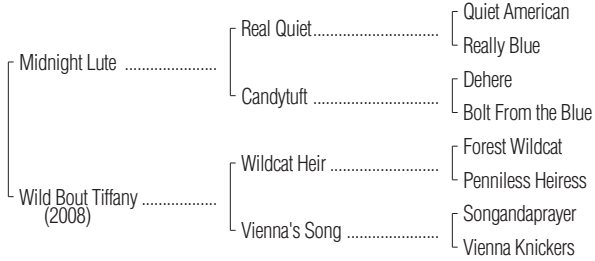 Quiet American
Real Quiet
Really Blue
Midnight Lute
Dehere
Candytuft
Bolt From the Blue
Forest Wildcat
Wildcat Heir
Penniless Heiress
Wild Bout Tiffany
(2008)
Songandaprayer
Vienna's Song
Vienna Knickers